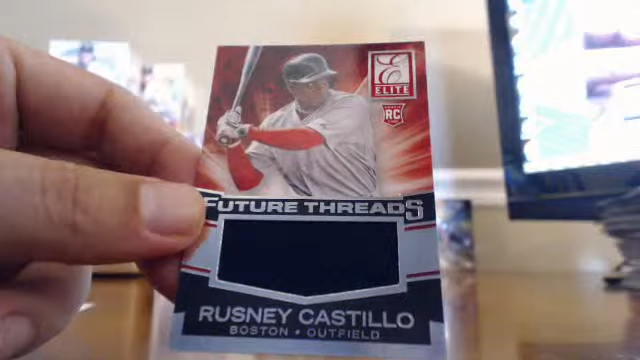 E
ELITE
RC
FUTURE THREADS
RUSNEY CASTILLO
BOSTON • OUTFIELD